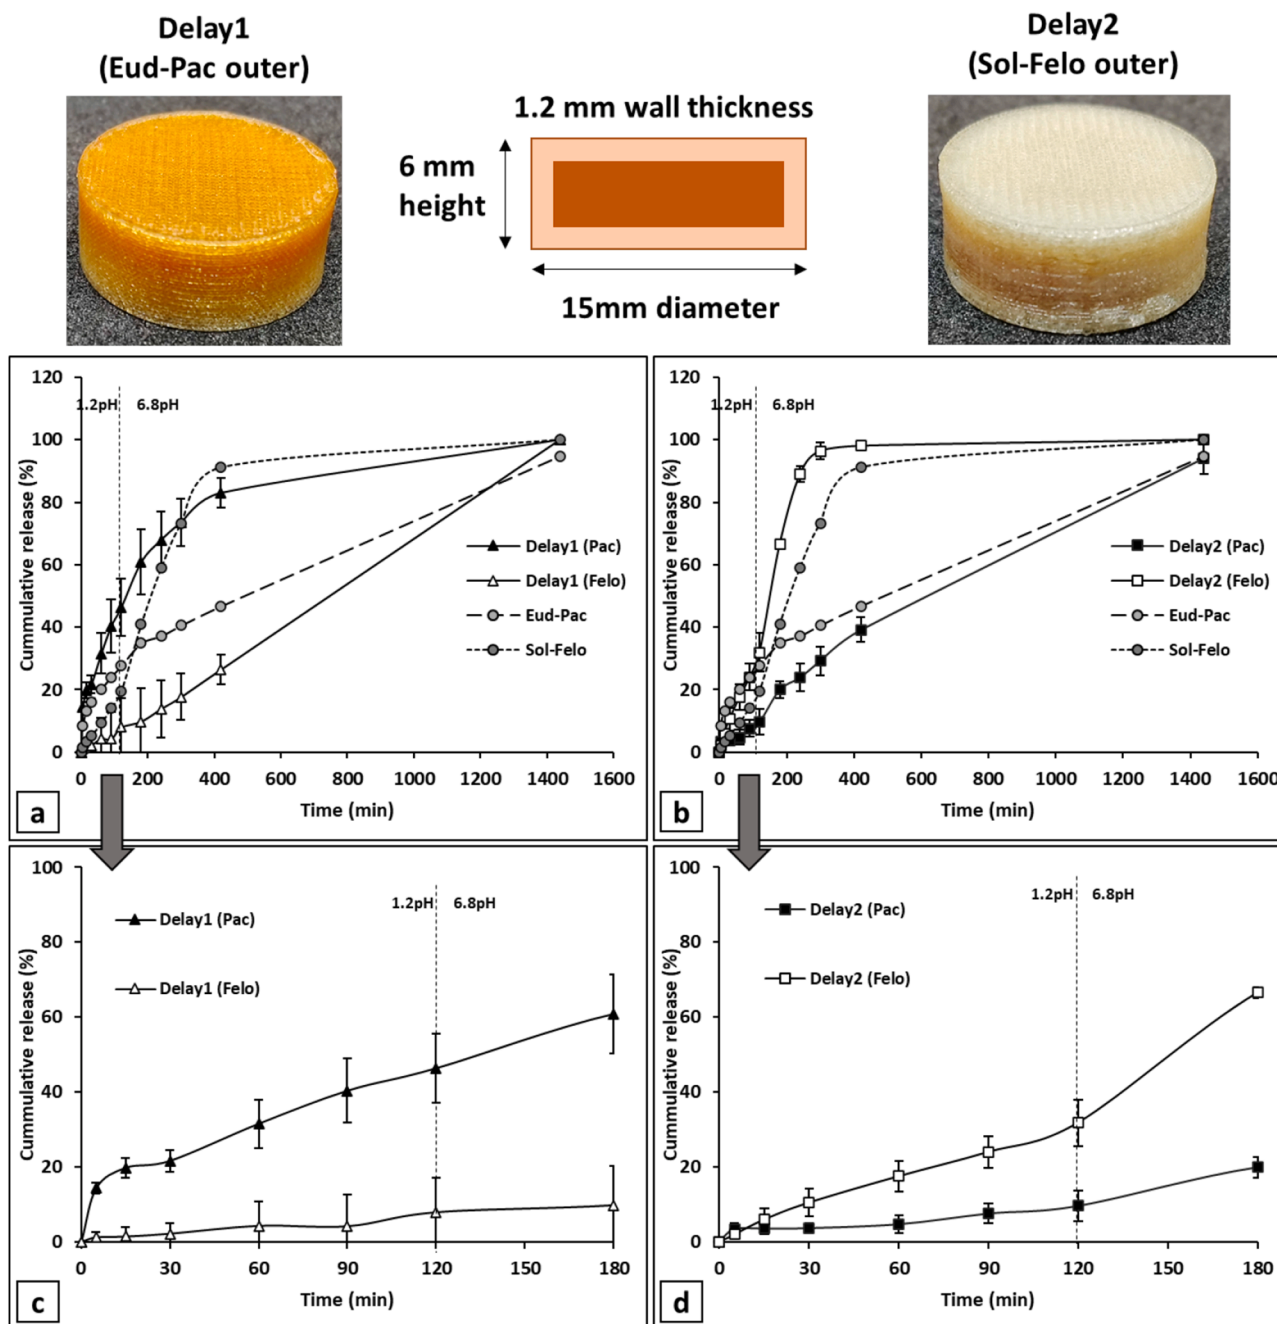 Delay1
(Eud-Pac outer)
Delay2
(Sol-Felo outer)
1.2 mm wall thickness
6 mm
height
15mm diameter
Cummulative release (%)
120
100
80
60
40
20
0
1.2pH
6.8pH
Delay1 (Pac)
Delay1 (Felo)
Eud-Pac
Sol-Felo
0 200 400 600 800 1000 1200 1400 1600
Time (min)
a
Cummulative release (%)
120
100
80
60
40
20
0
1.2pH
6.8pH
Delay2 (Pac)
Delay2 (Felo)
Eud-Pac
Sol-Felo
0 200 400 600 800 1000 1200 1400 1600
Time (min)
b
Cummulative release (%)
100
80
60
40
20
0
Delay1 (Pac)
Delay1 (Felo)
1.2pH
6.8pH
0 30 60 90 120 150 180
Time (min)
c
Cummulative release (%)
100
80
60
40
20
0
Delay2 (Pac)
Delay2 (Felo)
1.2pH
6.8pH
0 30 60 90 120 150 180
Time (min)
d